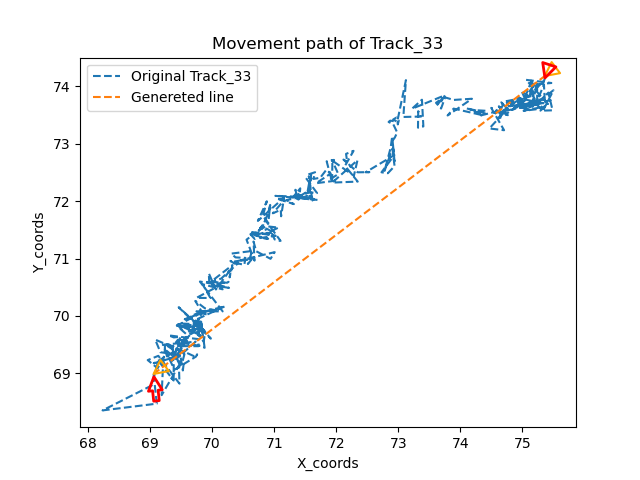 Movement path of Track_33
Original Track_33
Genereted line
Y_coords
74
73
72
71
70
69
68
69
70
71
72
73
74
75
X_coords